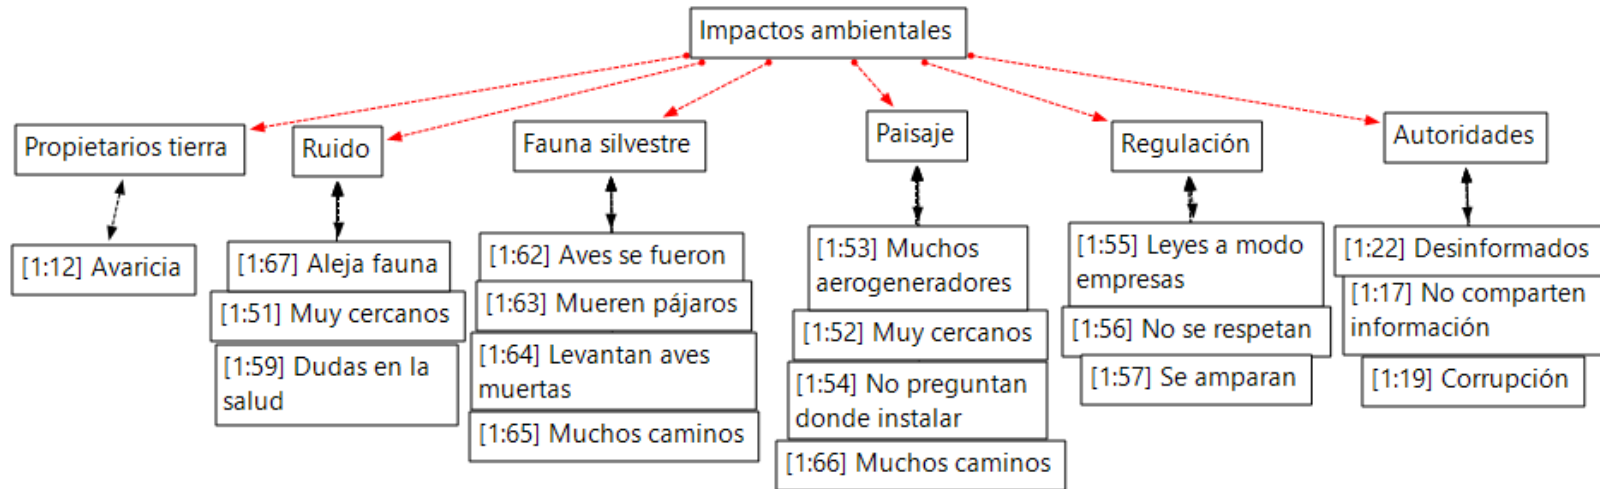 Impactos ambientales
Propietarios tierra
Ruido
Fauna silvestre
Paisaje
Regulación
Autoridades
[1:12] Avaricia
[1:67] Aleja fauna
[1:51] Muy cercanos
[1:59] Dudas en la
salud
[1:62] Aves se fueron
[1:63] Mueren pájaros
[1:64] Levantan aves
muertas
[1:65] Muchos caminos
[1:53] Muchos
aerogeneradores
[1:52] Muy cercanos
[1:54] No preguntan
donde instalar
[1:66] Muchos caminos
[1:55] Leyes a modo
empresas
[1:56] No se respetan
[1:57] Se amparan
[1:22] Desinformados
[1:17] No comparten
información
[1:19] Corrupción